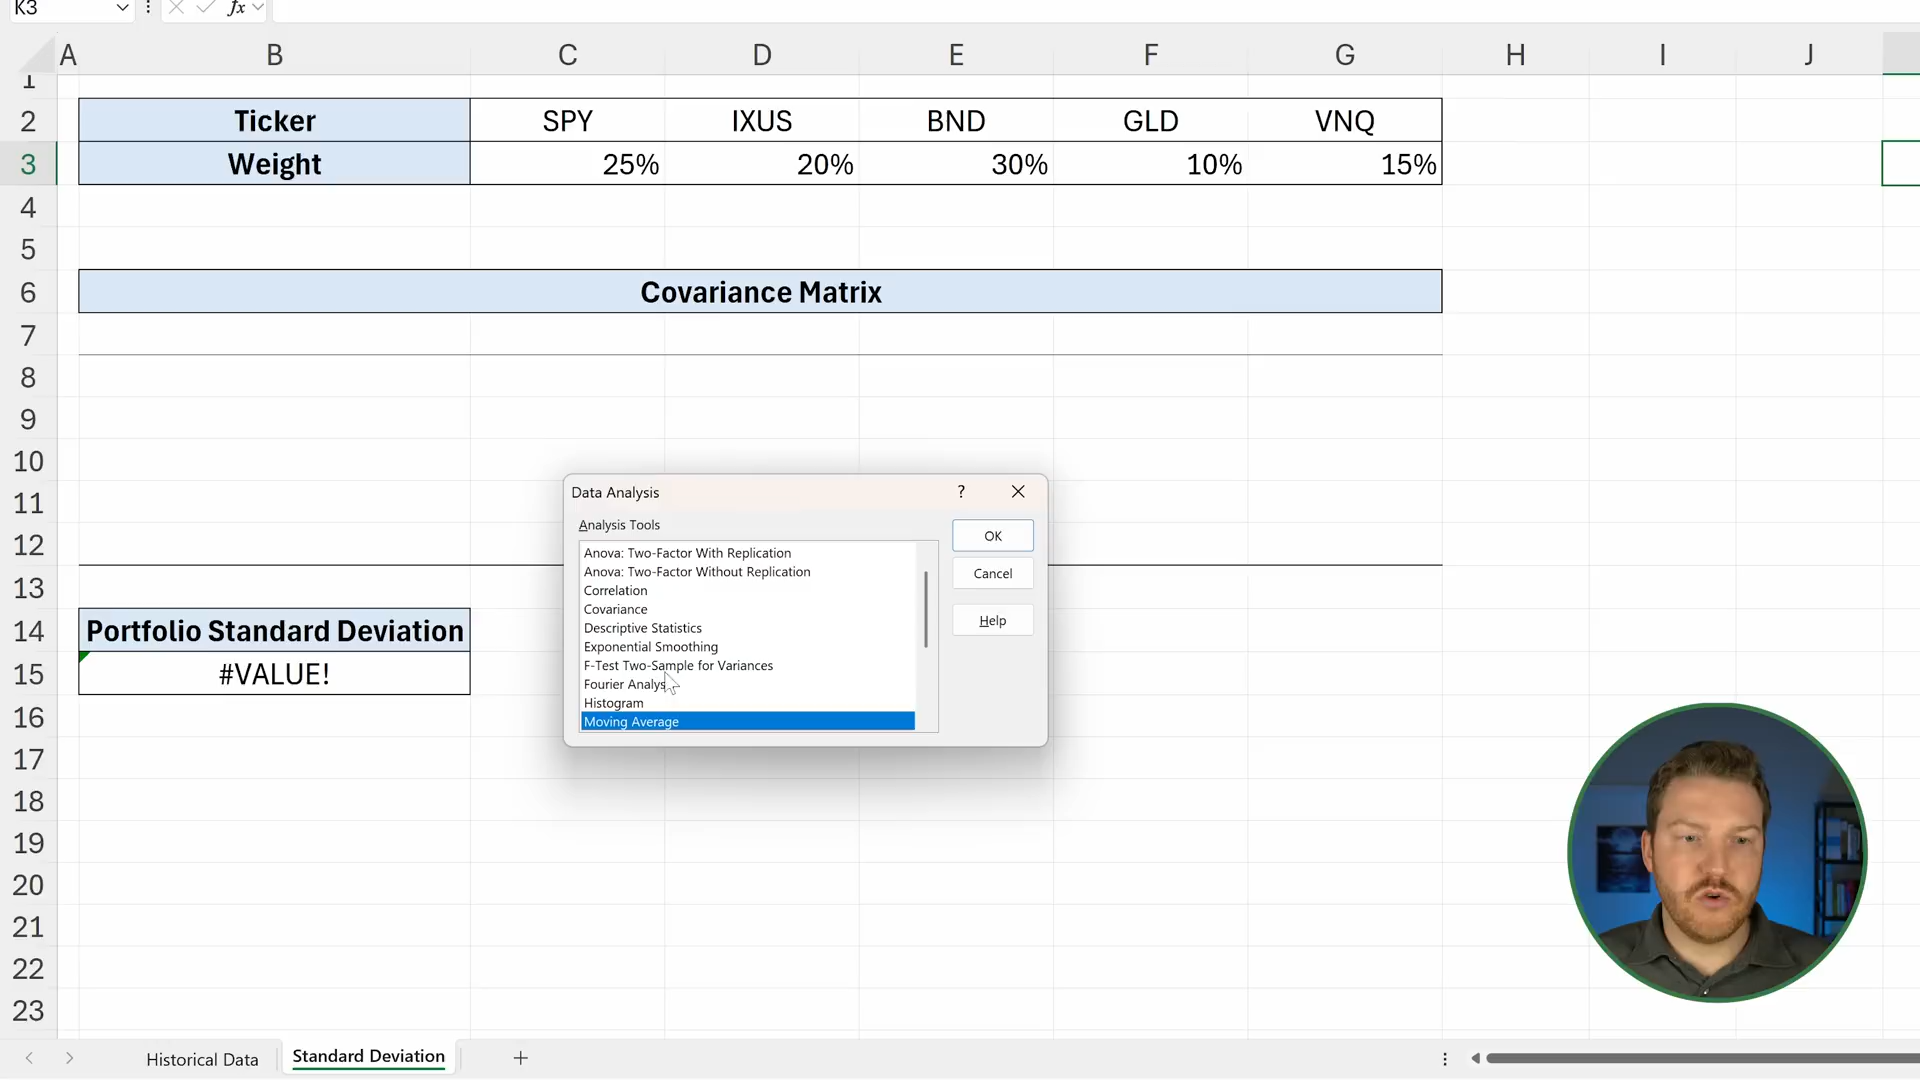 K3 fx
A B C D E F G H I J
1
2 Ticker SPY IXUS BND GLD VNQ
3 Weight 25% 20% 30% 10% 15%
4
5
6 Covariance Matrix
7
8
9
10
11
12
13
14 Portfolio Standard Deviation
15 #VALUE!
16
17
18
19
20
21
22
23
Data Analysis ?
Analysis Tools
Anova: Two-Factor With Replication
Anova: Two-Factor Without Replication
Correlation
Covariance
Descriptive Statistics
Exponential Smoothing
F-Test Two-Sample for Variances
Fourier Analys
Histogram
Moving Average
OK
Cancel
Help
Historical Data Standard Deviation +